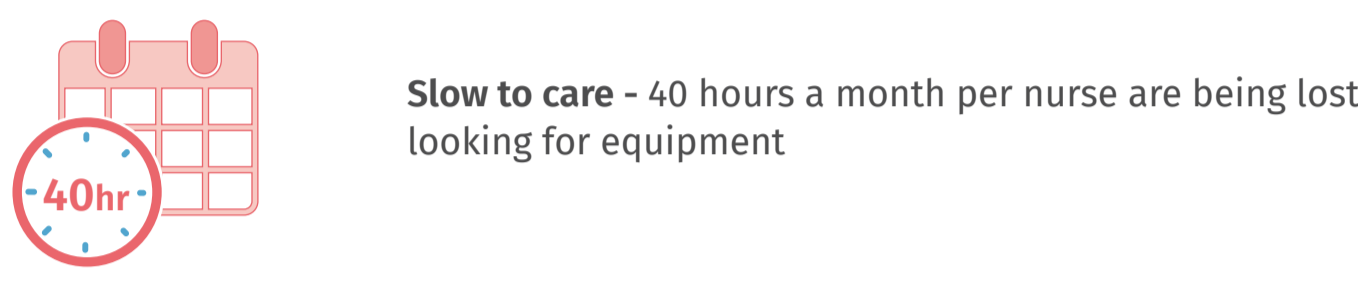 40hr
Slow to care - 40 hours a month per nurse are being lost
looking for equipment